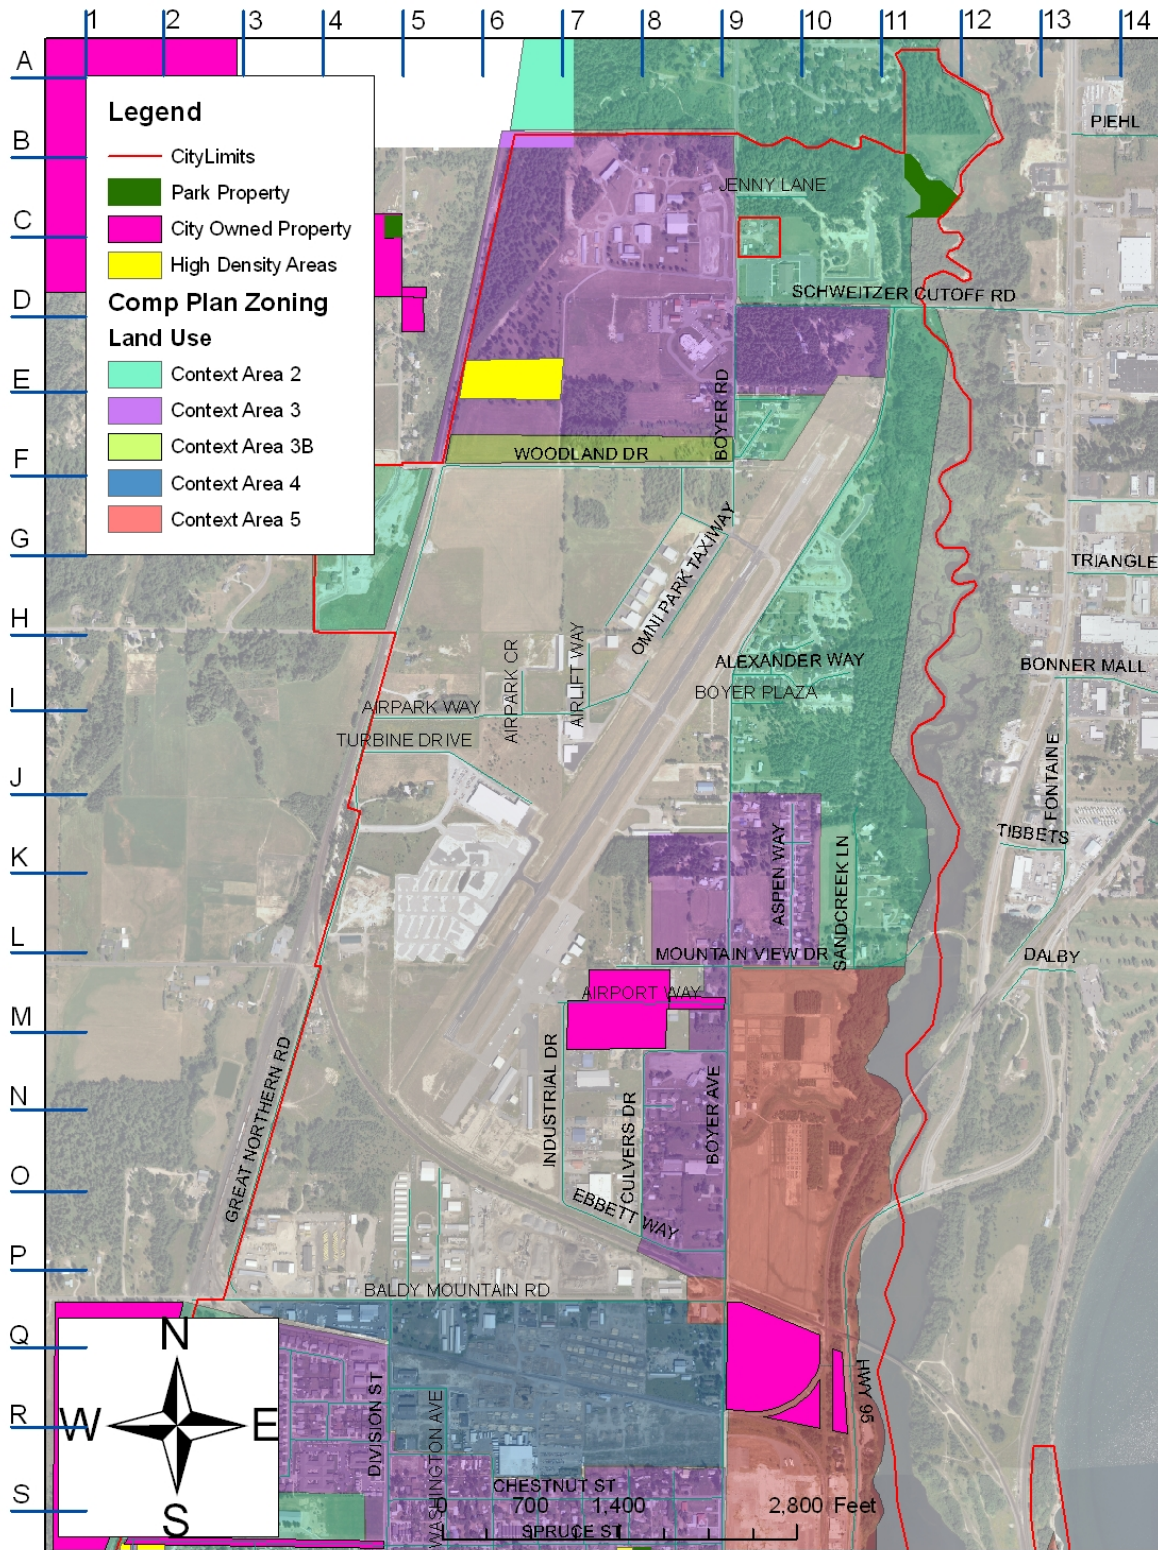 1 2 3 4 5 6 7 8 9 10 11 12 13 14
A
Legend
CityLimits
Park Property
City Owned Property
High Density Areas
Comp Plan Zoning
Land Use
Context Area 2
Context Area 3
Context Area 3B
Context Area 4
Context Area 5
PIEHL
B
JENNY LANE
C
SCHWEITZER CUTOFF RD
D
E
BOYER RD
WOODLAND DR
F
OMNI PARK TAXIWAY
G
TRIANGLE
H
ALEXANDER WAY
BONNER MALL
BOYER PLAZA
AIRPARK CR
AIRLIFT WAY
AIRPARK WAY
I
TURBINE DRIVE
FONTAINE
J
TIBBETS
ASPEN WAY
SANDCREEK LN
K
MOUNTAIN VIEW DR
DALBY
L
AIRPORT WAY
M
GREAT NORTHERN RD
INDUSTRIAL DR
CULVERS DR
BOYER AVE
N
EBBETT WAY
O
P
BALDY MOUNTAIN RD
Q
N
HWY 95
DIVISION ST
WASHINGTON AVE
R
W E
S
CHESTNUT ST
0 700 1,400 2,800 Feet
SPRUCE ST
S